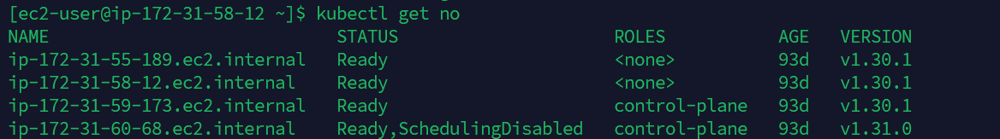 [ec2-user@ip-172-31-58-12 ~]$ kubectl get no
NAME STATUS ROLES AGE VERSION
ip-172-31-55-189.ec2.internal Ready <none> 93d v1.30.1
ip-172-31-58-12.ec2.internal Ready <none> 93d v1.30.1
ip-172-31-59-173.ec2.internal Ready control-plane 93d v1.30.1
ip-172-31-60-68.ec2.internal Ready,SchedulingDisabled control-plane 93d v1.31.0